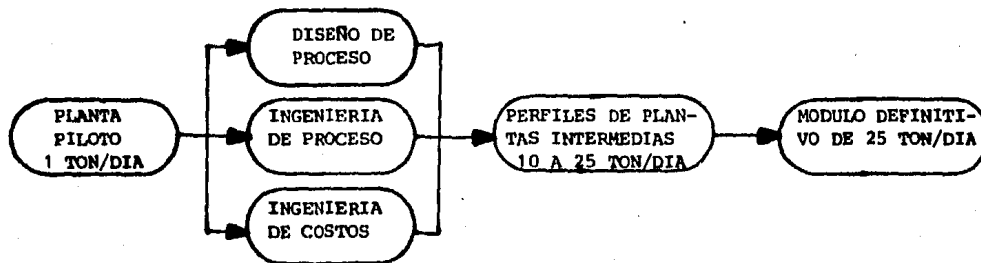 PLANTA
PILOTO
1 TON/DIA
DISEÑO DE
PROCESO
INGENIERIA
DE PROCESO
INGENIERIA
DE COSTOS
PERFILES DE PLAN-
TAS INTERMEDIAS
10 A 25 TON/DIA
MODULO DEFINITI-
VO DE 25 TON/DIA